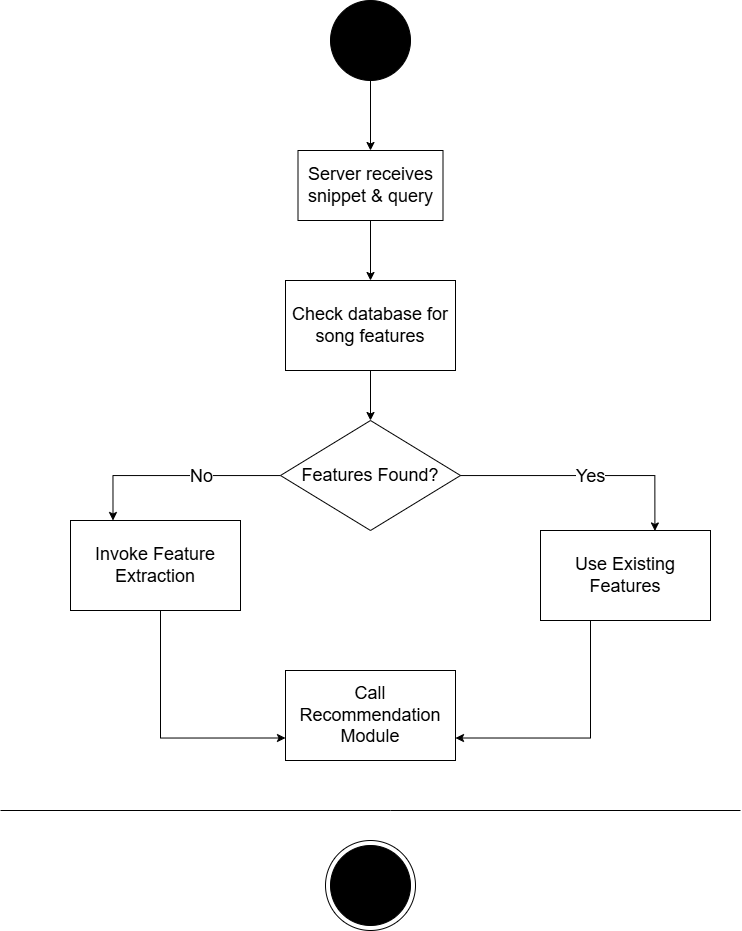 Server receives
snippet & query
Check database for
song features
Features Found?
No
Yes
Invoke Feature
Extraction
Use Existing
Features
Call
Recommendation
Module